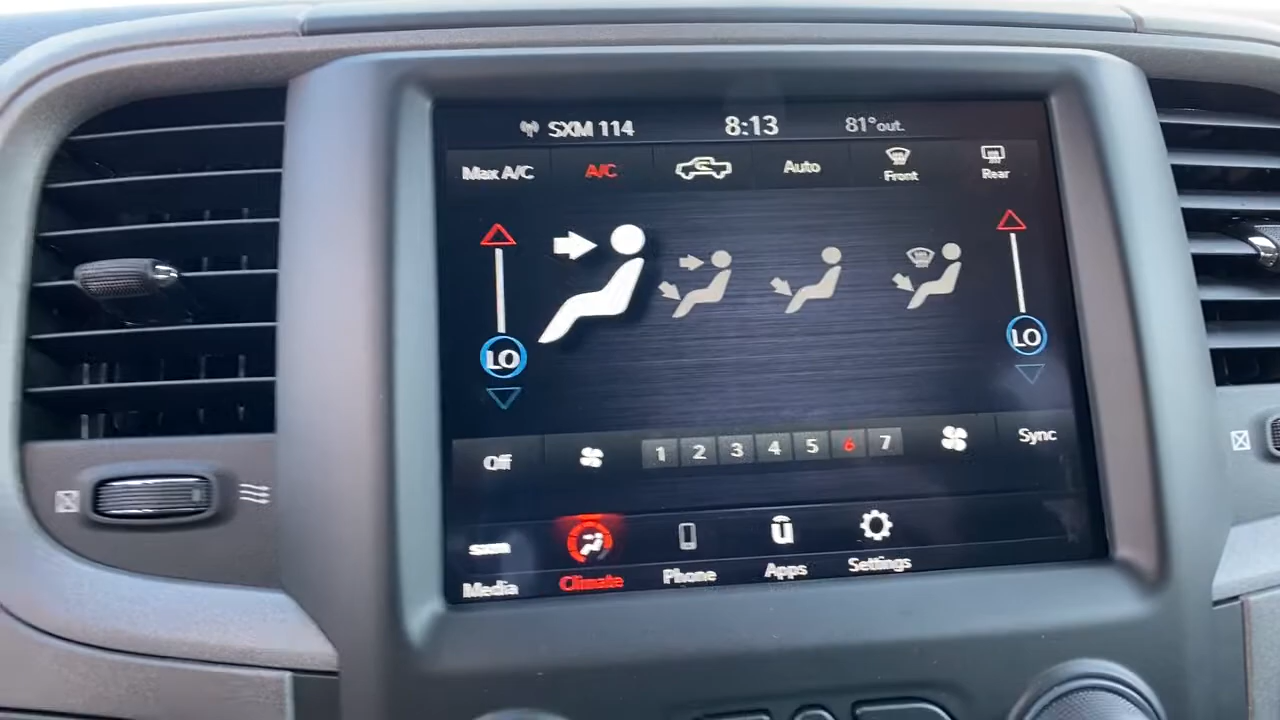 SXM 114 8:13 81° out.
Max A/C A/C Auto Front Rear
LO LO
Off 1 2 3 4 5 6 7 Sync
sxm ū
Media Climate Phone Apps Settings